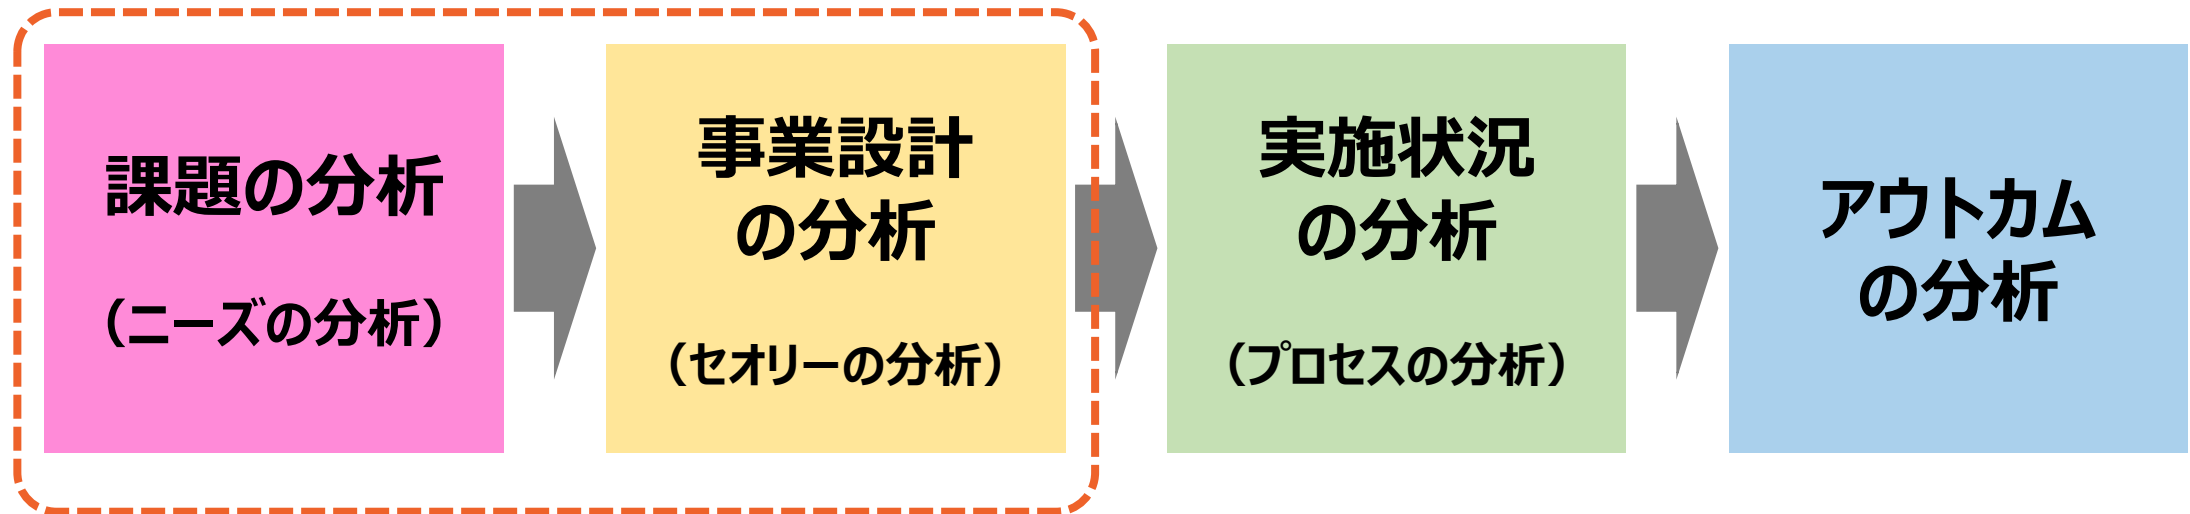 課題の分析
（ニーズの分析）
事業設計
の分析
（セオリーの分析）
実施状況
の分析
（プロセスの分析）
アウトカム
の分析